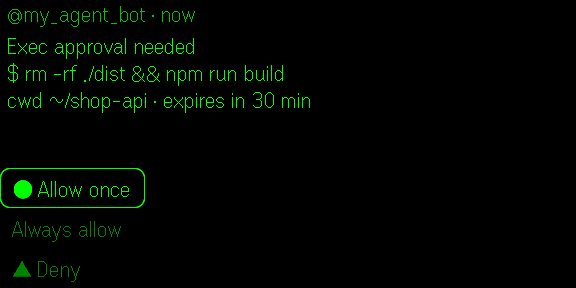 @my_agent_bot · now
Exec approval needed
$ rm -rf ./dist && npm run build
cwd ~/shop-api · expires in 30 min
● Allow once
Always allow
▲ Deny